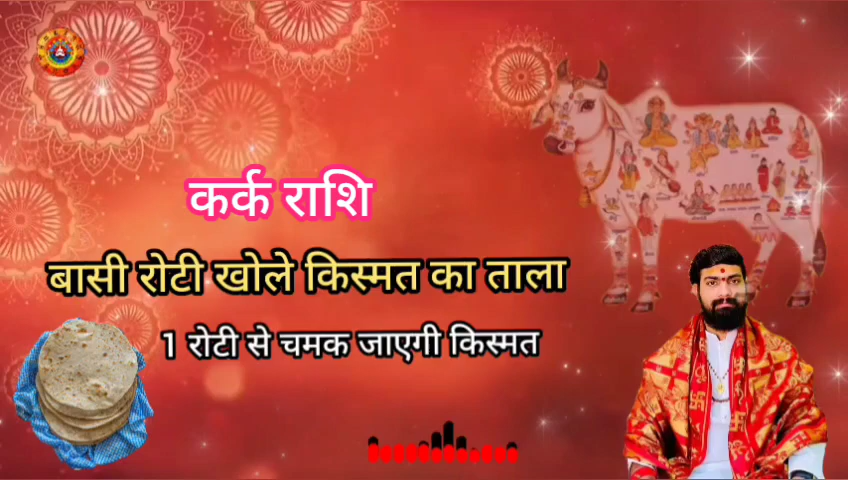 कर्क राशि
बासी रोटी खोले किस्मत का ताला
1 रोटी से चमक जाएगी किस्मत